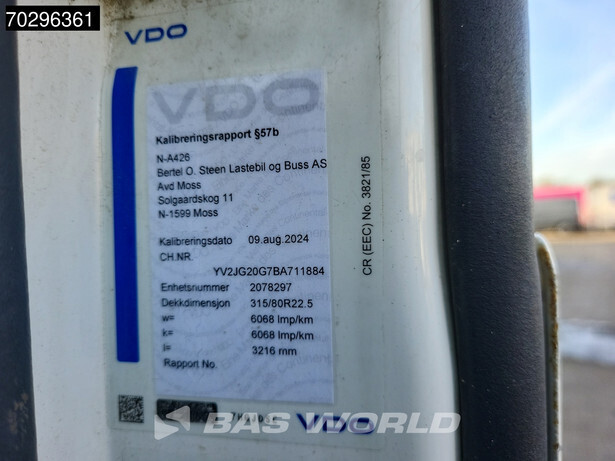 70296361
VDO
VDO
Kalibreringsrapport §57b
N-A426
Bertel O. Steen Lastebil og Buss AS
Avd Moss
Solgaardskog 11
N-1599 Moss
Kalibreringsdato 09.aug.2024
CH.NR.
YV2JG20G7BA711884
Enhetsnummer 2078297
Dekkdimensjon 315/80R22.5
w= 6068 Imp/km
k= 6068 Imp/km
l= 3216 mm
Rapport No.
CR (EEC) No. 3821/85
VDO
BAS WORLD